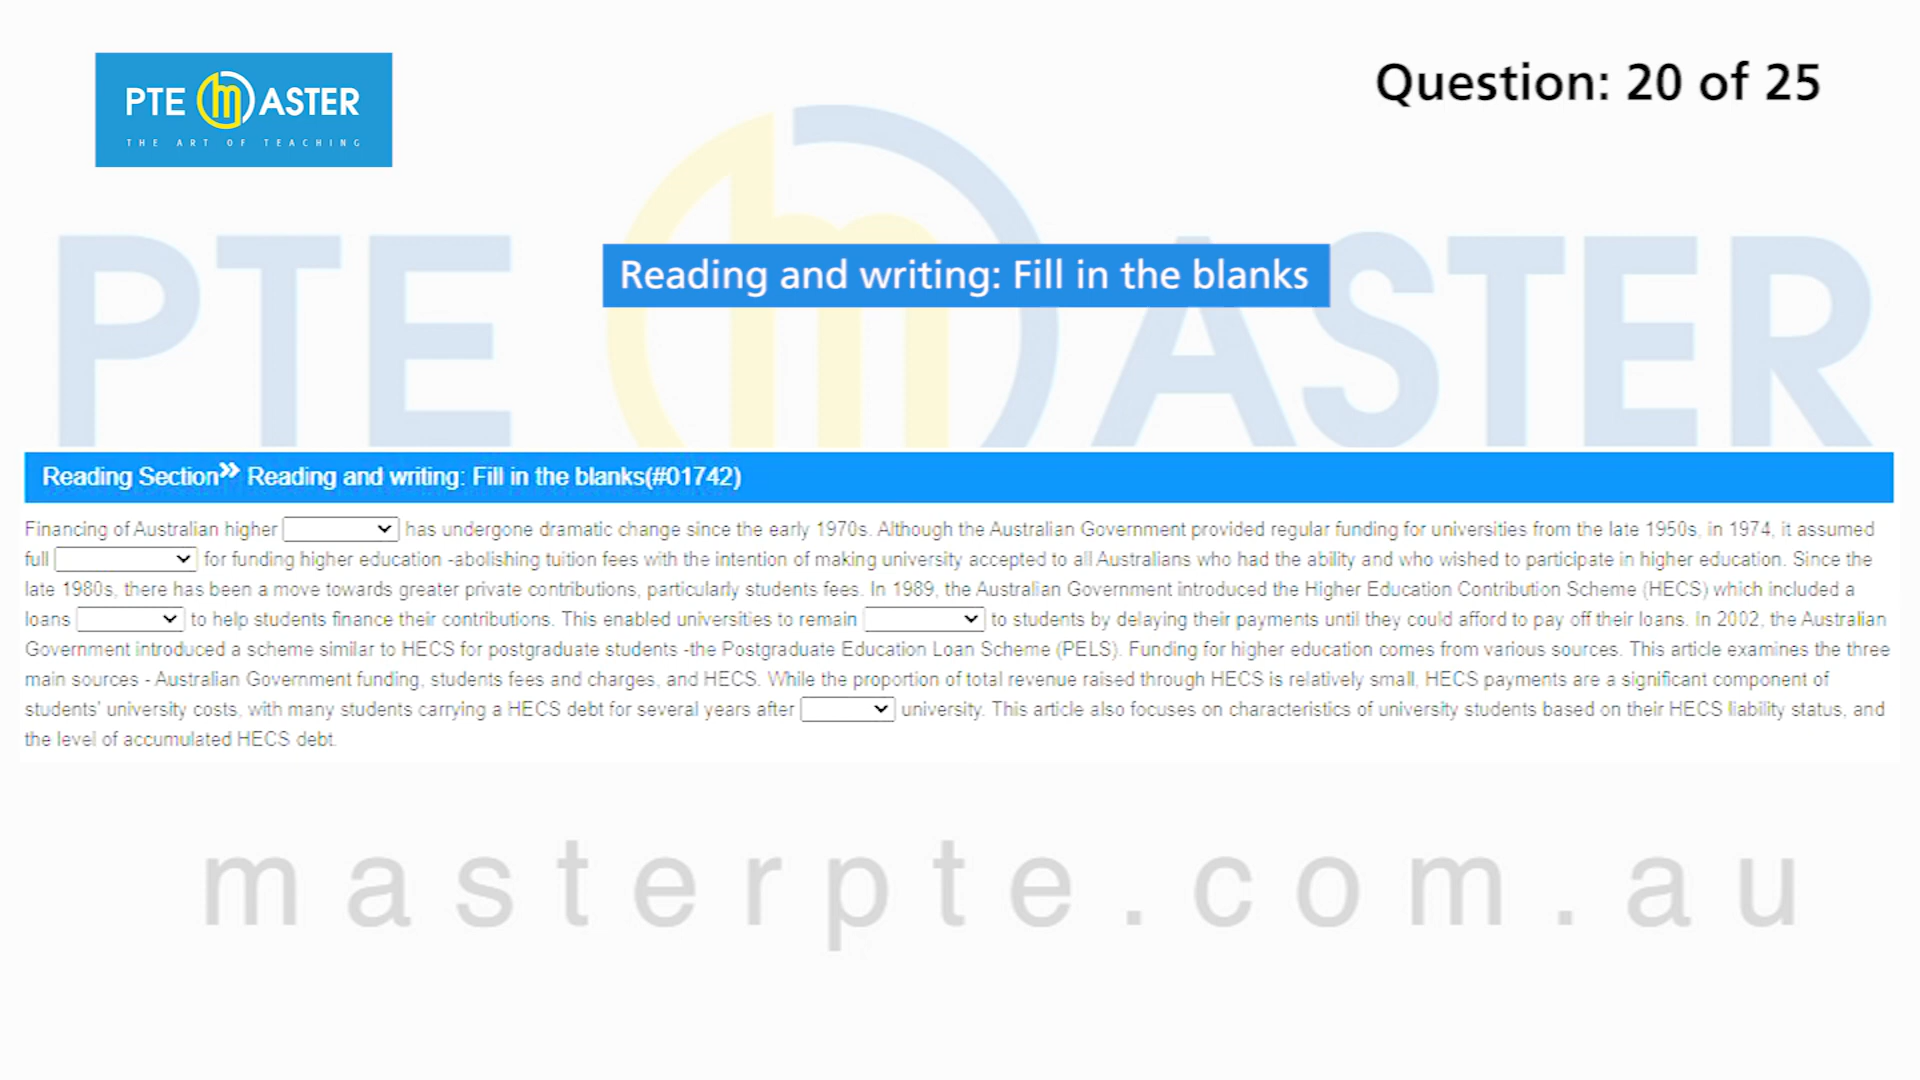 PTE MASTER
THE ART OF TEACHING
Question: 20 of 25
PTE MASTER
Reading and writing: Fill in the blanks
Reading Section» Reading and writing: Fill in the blanks(#01742)
Financing of Australian higher has undergone dramatic change since the early 1970s. Although the Australian Government provided regular funding for universities from the late 1950s, in 1974, it assumed
full for funding higher education -abolishing tuition fees with the intention of making university accepted to all Australians who had the ability and who wished to participate in higher education. Since the
late 1980s, there has been a move towards greater private contributions, particularly students fees. In 1989, the Australian Government introduced the Higher Education Contribution Scheme (HECS) which included a
loans to help students finance their contributions. This enabled universities to remain to students by delaying their payments until they could afford to pay off their loans. In 2002, the Australian
Government introduced a scheme similar to HECS for postgraduate students -the Postgraduate Education Loan Scheme (PELS). Funding for higher education comes from various sources. This article examines the three
main sources - Australian Government funding, students fees and charges, and HECS. While the proportion of total revenue raised through HECS is relatively small, HECS payments are a significant component of
students' university costs, with many students carrying a HECS debt for several years after university. This article also focuses on characteristics of university students based on their HECS liability status, and
the level of accumulated HECS debt.
masterpte.com.au